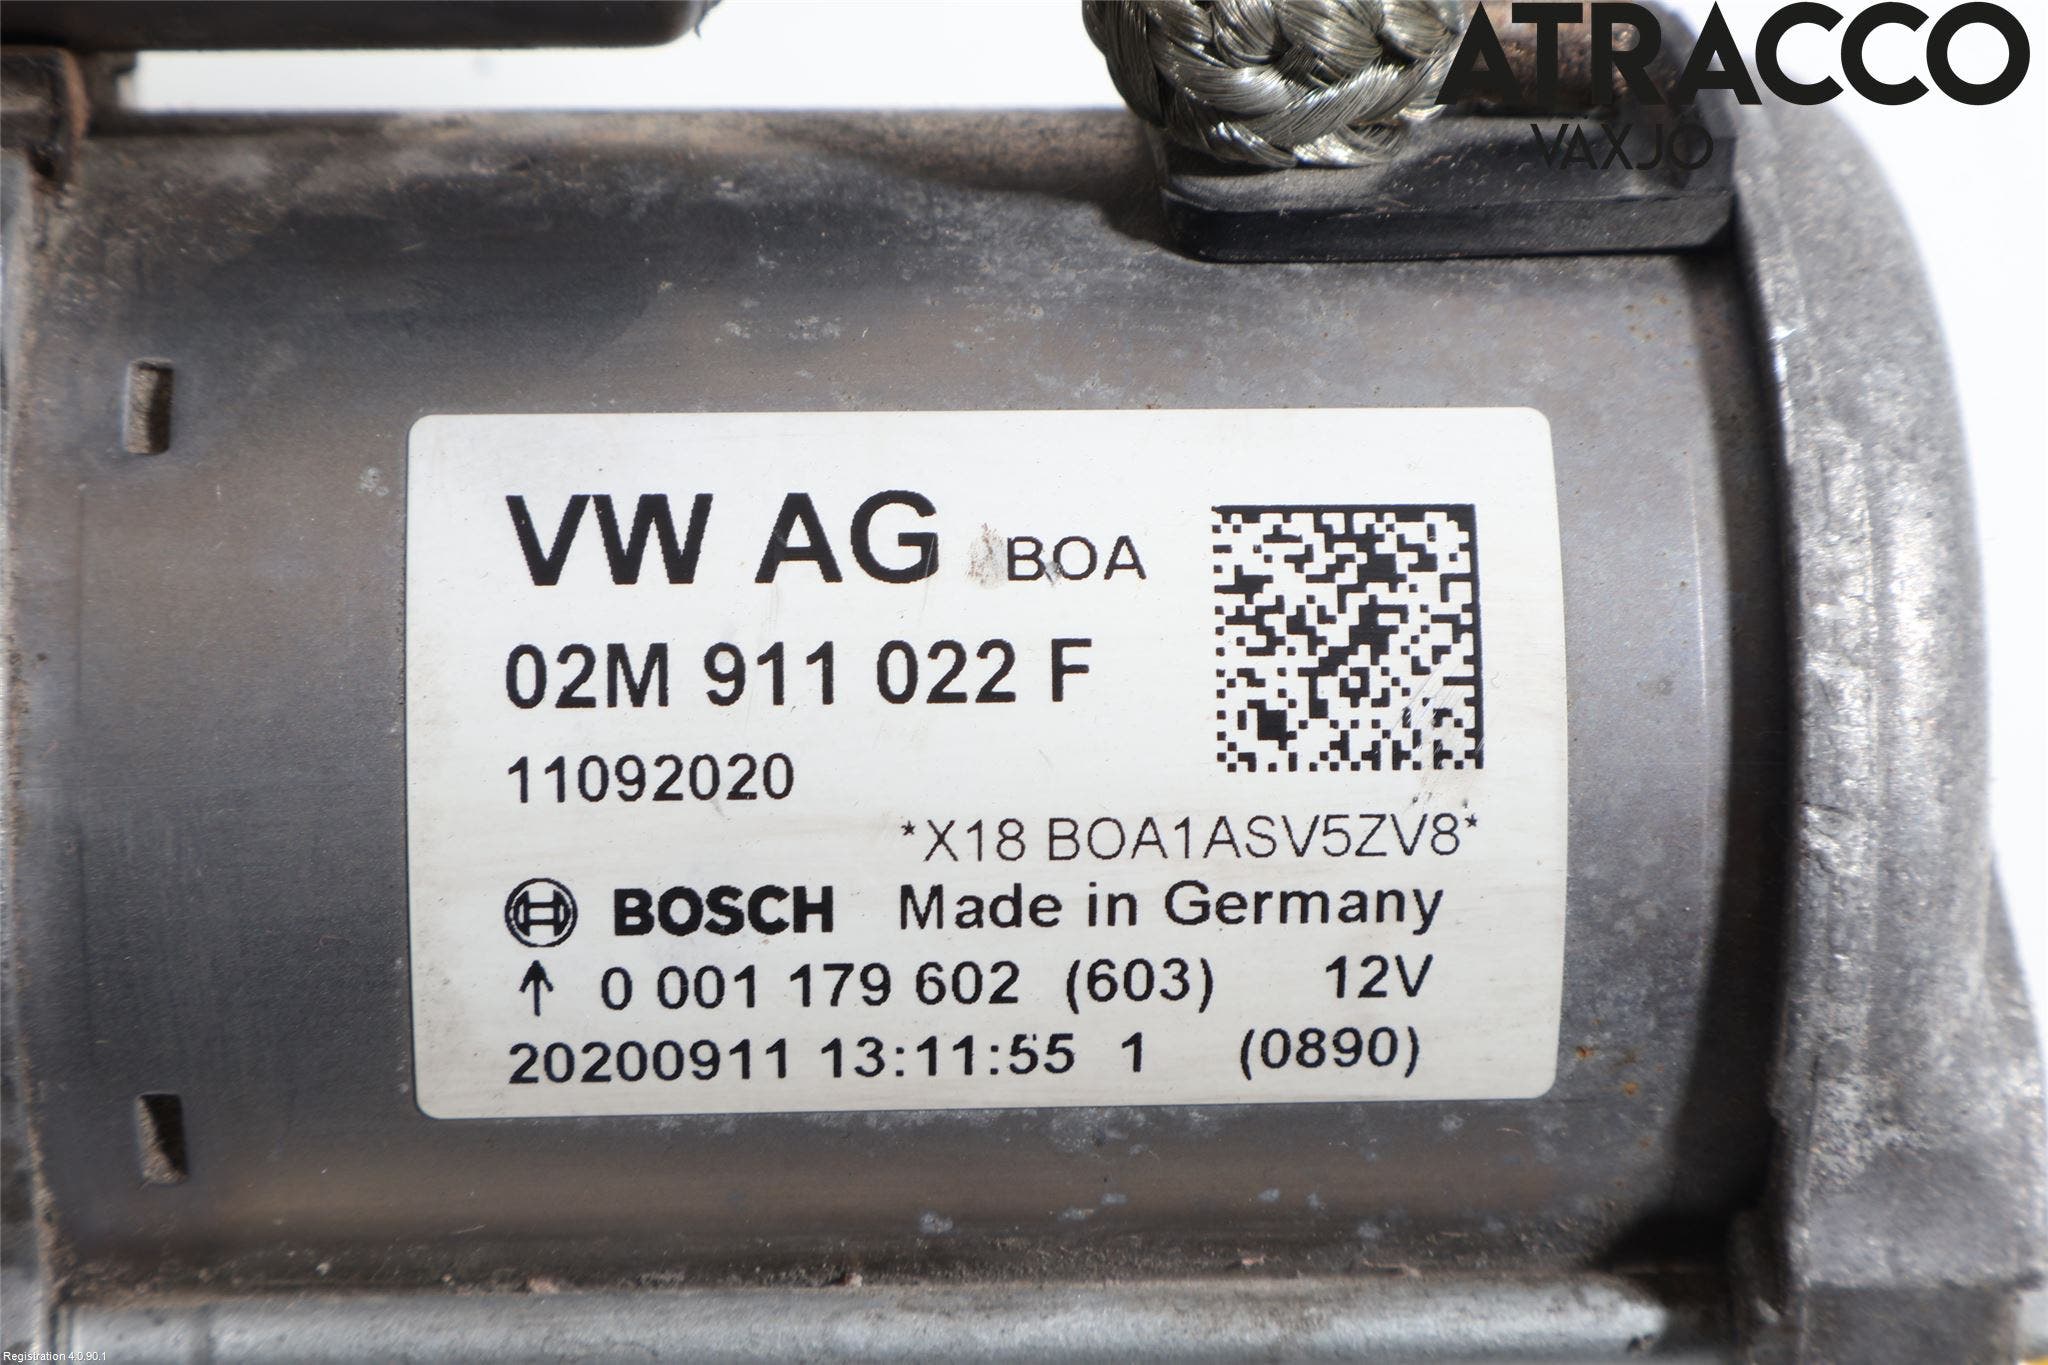 ATRACCO
VÄXJÖ
VW AG BOA
02M 911 022 F
11092020
*X18 BOA1ASV5ZV8*
BOSCH Made in Germany
↑ 0 001 179 602 (603) 12V
20200911 13:11:55 1 (0890)
Registration 4.0.90.1